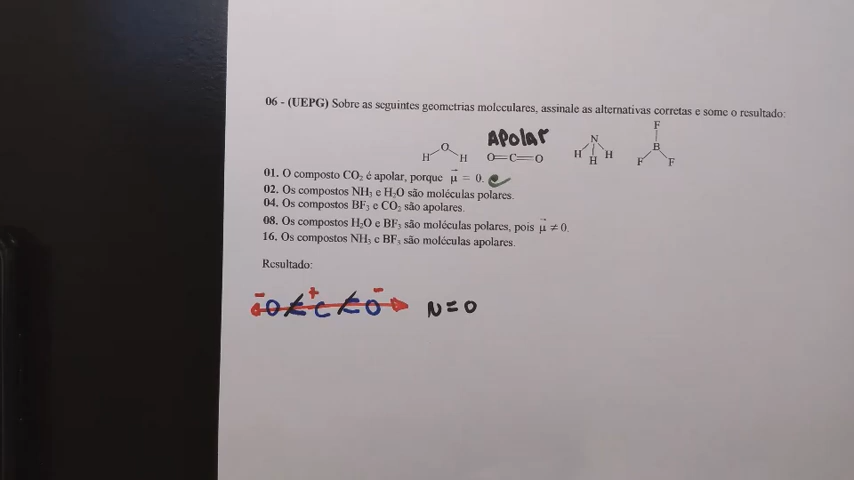 06 - (UEPG) Sobre as seguintes geometrias moleculares, assinale as alternativas corretas e some o resultado:
APOLAR
F
O N B
H H O=C=O H H F F
H
01. O composto CO₂ é apolar, porque μ⃗ = 0.
02. Os compostos NH₃ e H₂O são moléculas polares.
04. Os compostos BF₃ e CO₂ são apolares.
08. Os compostos H₂O e BF₃ são moléculas polares, pois μ⃗ ≠ 0.
16. Os compostos NH₃ e BF₃ são moléculas apolares.
Resultado:
- + -
O = C = O N = 0